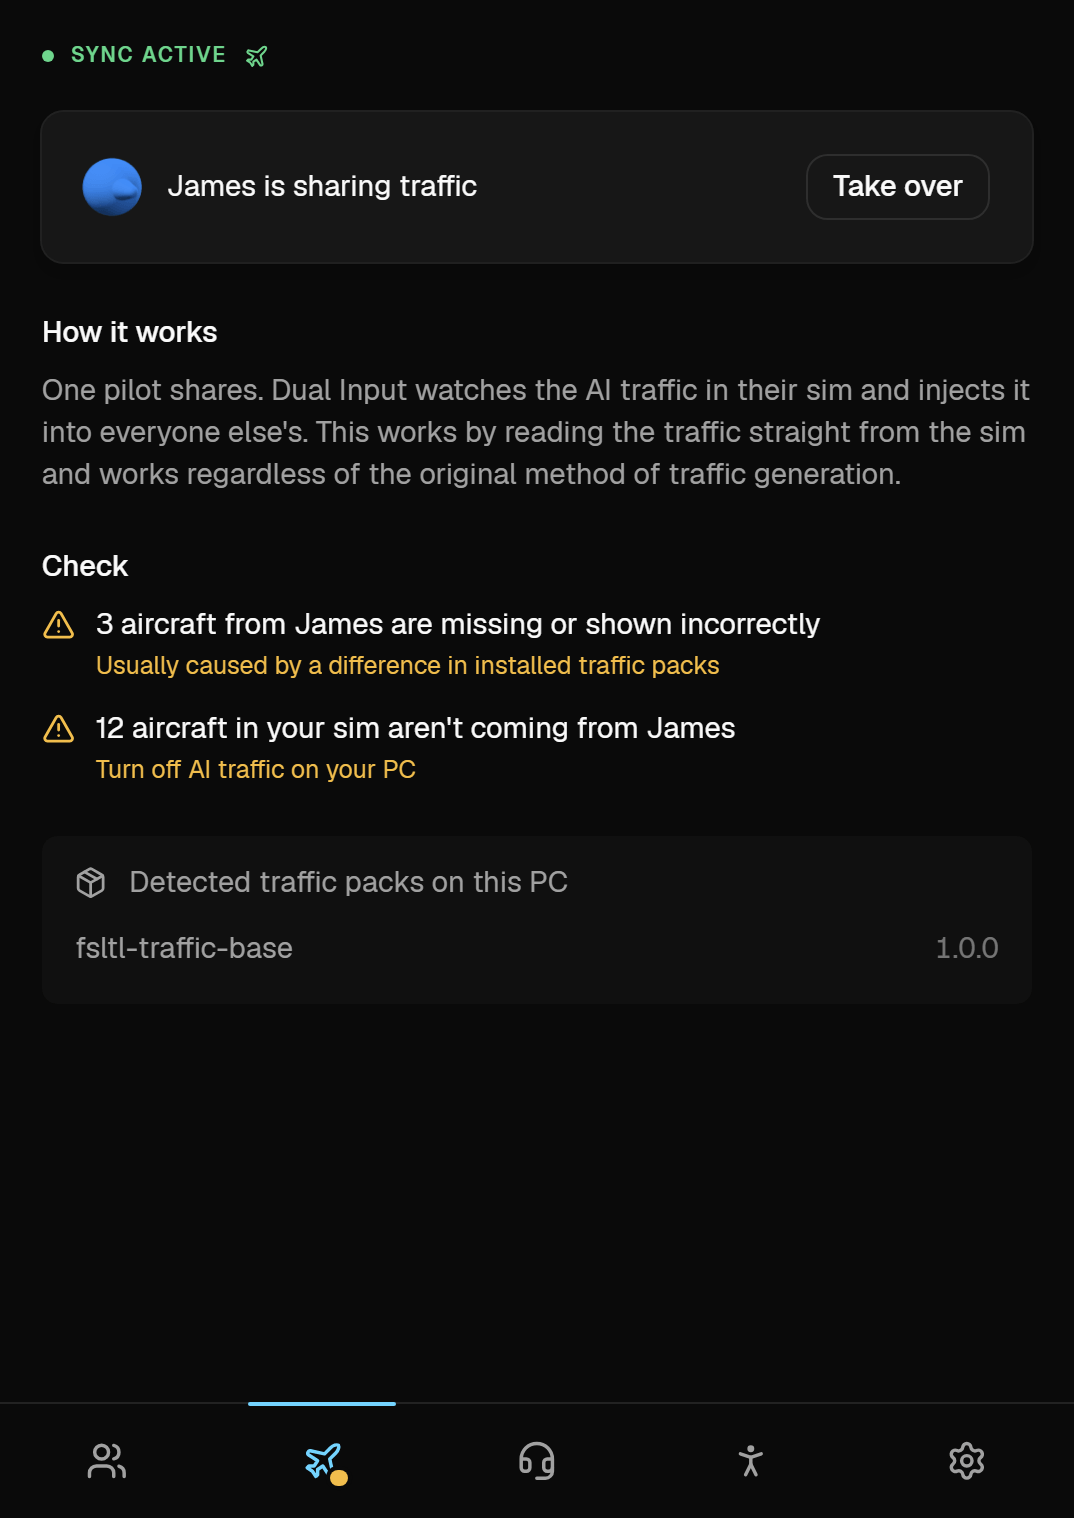 SYNC ACTIVE
James is sharing traffic
Take over
How it works
One pilot shares. Dual Input watches the AI traffic in their sim and injects it
into everyone else's. This works by reading the traffic straight from the sim
and works regardless of the original method of traffic generation.
Check
3 aircraft from James are missing or shown incorrectly
Usually caused by a difference in installed traffic packs
12 aircraft in your sim aren't coming from James
Turn off AI traffic on your PC
Detected traffic packs on this PC
fsltl-traffic-base 1.0.0